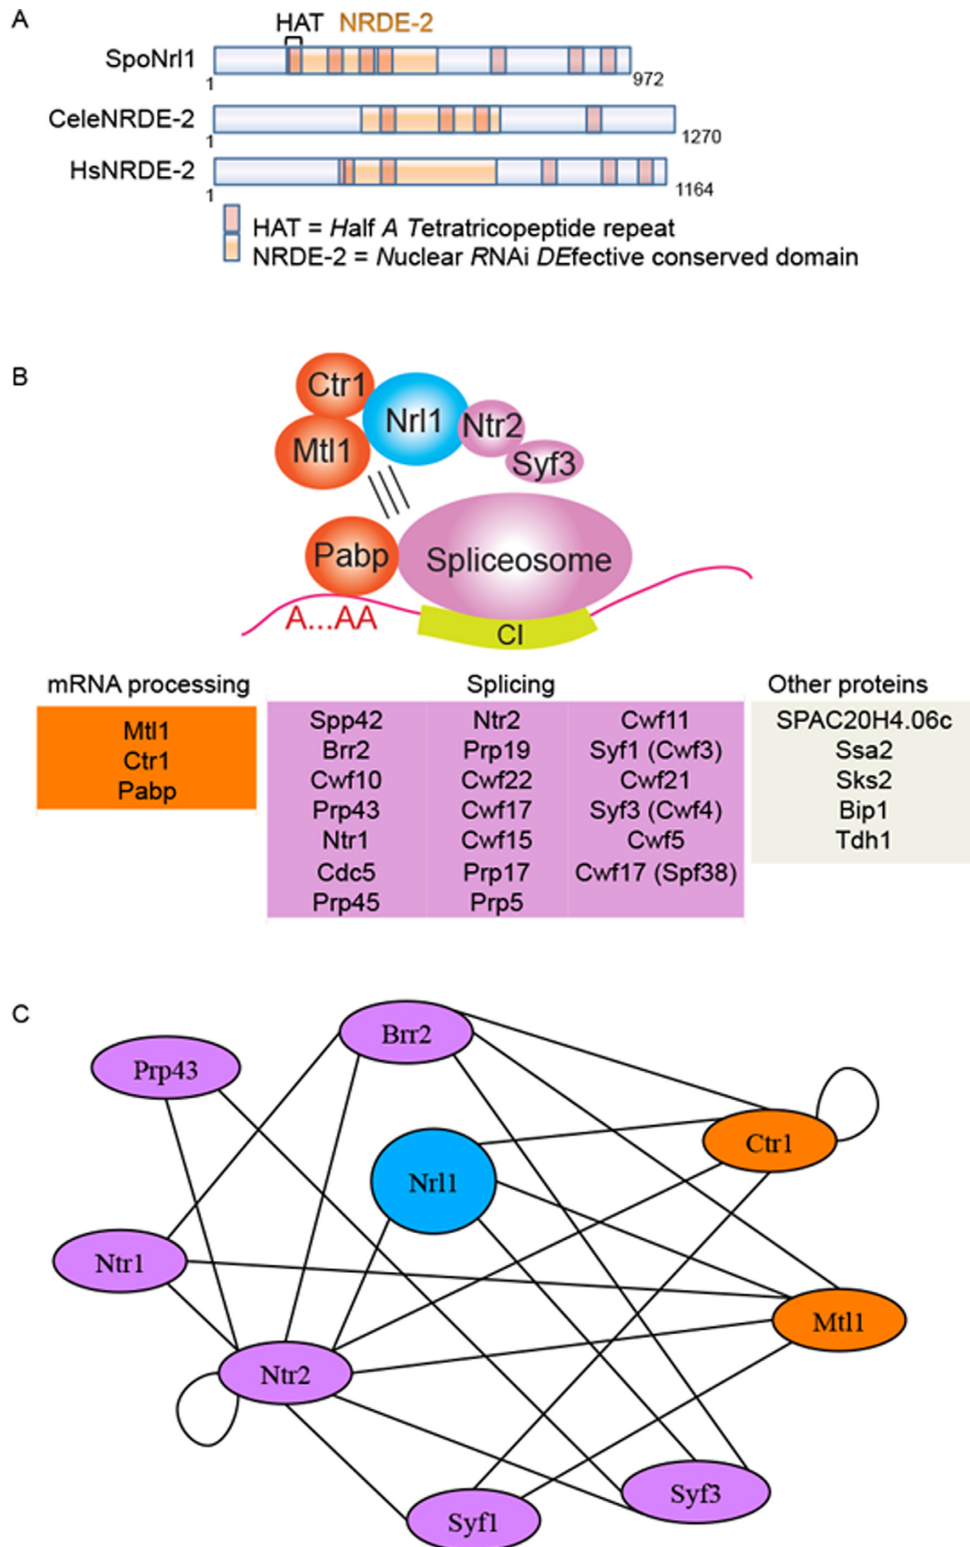 A
HAT NRDE-2
SpoNrl1
1
972
CeleNRDE-2
1
1270
HsNRDE-2
1
1164
HAT = Half A Tetratricopeptide repeat
NRDE-2 = Nuclear RNAi DEfective conserved domain
B
Ctr1
Nrl1
Ntr2
Mtl1
Syf3
Pabp
Spliceosome
A...AA
CI
mRNA processing
Mtl1
Ctr1
Pabp
Splicing
Spp42 Ntr2 Cwf11
Brr2 Prp19 Syf1 (Cwf3)
Cwf10 Cwf22 Cwf21
Prp43 Cwf17 Syf3 (Cwf4)
Ntr1 Cwf15 Cwf5
Cdc5 Prp17 Cwf17 (Spf38)
Prp45 Prp5
Other proteins
SPAC20H4.06c
Ssa2
Sks2
Bip1
Tdh1
C
Brr2
Prp43
Ctr1
Nrl1
Ntr1
Mtl1
Ntr2
Syf3
Syf1